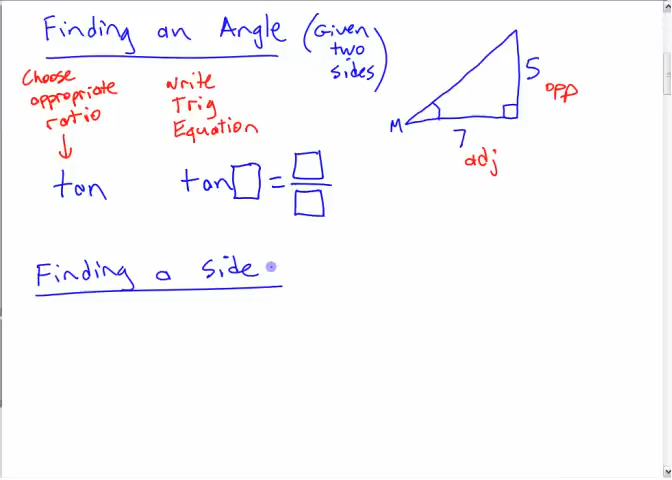 Finding an Angle (Given two sides)
Choose
appropriate
ratio
↓
tan
Write
Trig
Equation
tan□ = □/□
M
5
opp
7
adj
Finding a side